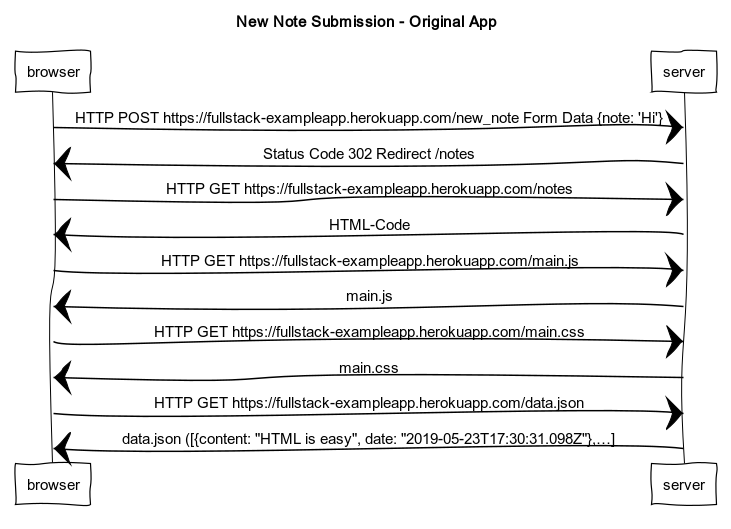 New Note Submission - Original App
browser
server
HTTP POST https://fullstack-exampleapp.herokuapp.com/new_note Form Data {note: 'Hi'}
Status Code 302 Redirect /notes
HTTP GET https://fullstack-exampleapp.herokuapp.com/notes
HTML-Code
HTTP GET https://fullstack-exampleapp.herokuapp.com/main.js
main.js
HTTP GET https://fullstack-exampleapp.herokuapp.com/main.css
main.css
HTTP GET https://fullstack-exampleapp.herokuapp.com/data.json
data.json ([{content: "HTML is easy", date: "2019-05-23T17:30:31.098Z"},…]
browser
server